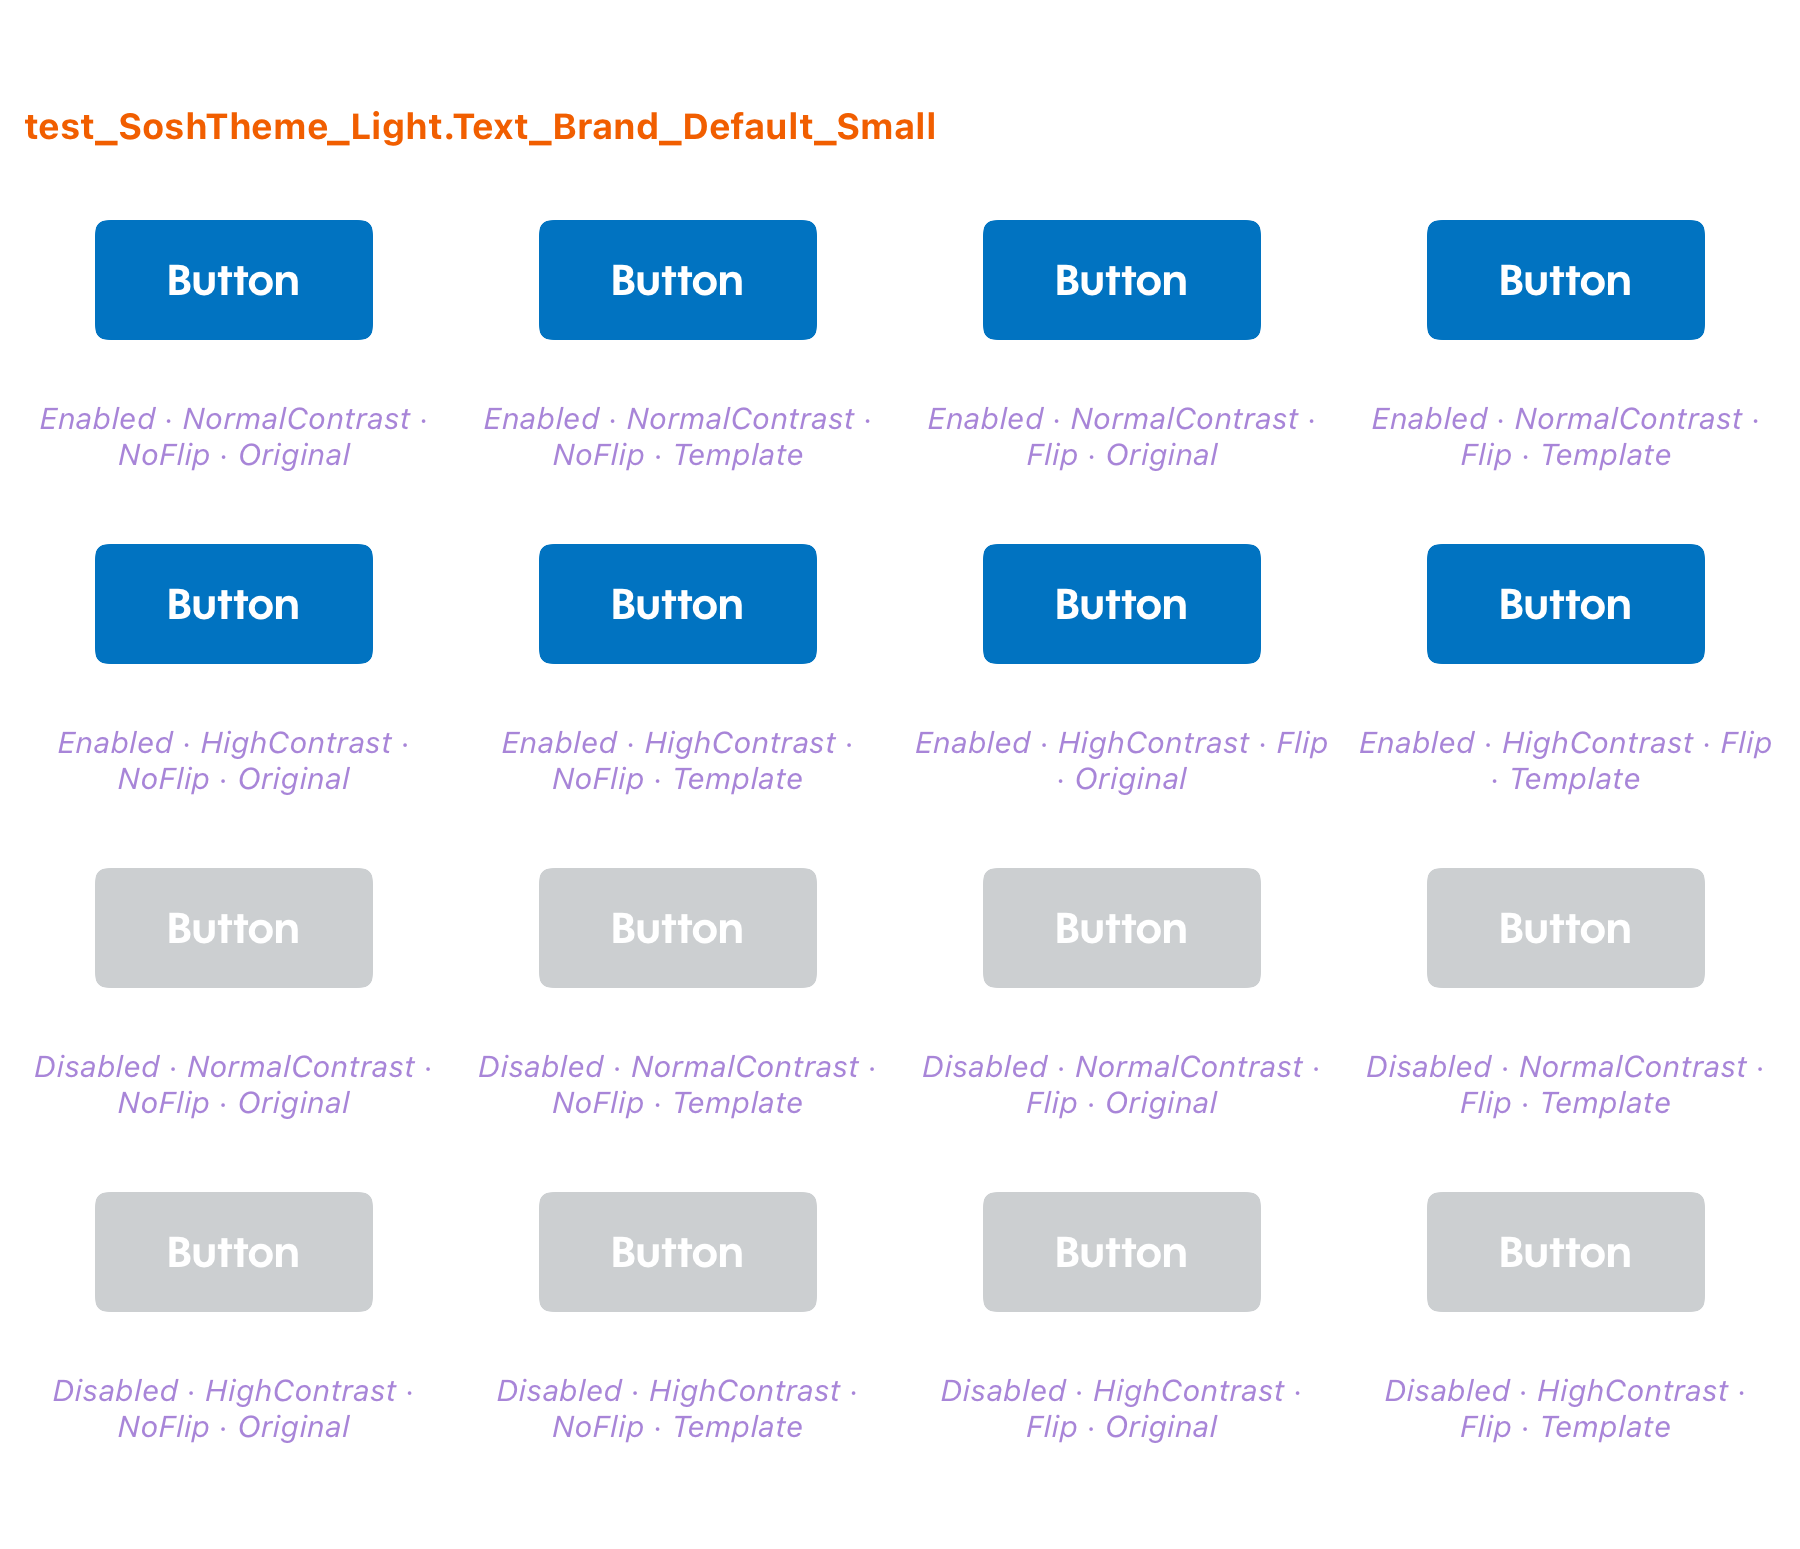 test_SoshTheme_Light.Text_Brand_Default_Small
Button Button Button Button
Enabled · NormalContrast · Enabled · NormalContrast · Enabled · NormalContrast · Enabled · NormalContrast ·
NoFlip · Original NoFlip · Template Flip · Original Flip · Template
Button Button Button Button
Enabled · HighContrast · Enabled · HighContrast · Enabled · HighContrast · Flip Enabled · HighContrast · Flip
NoFlip · Original NoFlip · Template · Original · Template
Button Button Button Button
Disabled · NormalContrast · Disabled · NormalContrast · Disabled · NormalContrast · Disabled · NormalContrast ·
NoFlip · Original NoFlip · Template Flip · Original Flip · Template
Button Button Button Button
Disabled · HighContrast · Disabled · HighContrast · Disabled · HighContrast · Disabled · HighContrast ·
NoFlip · Original NoFlip · Template Flip · Original Flip · Template